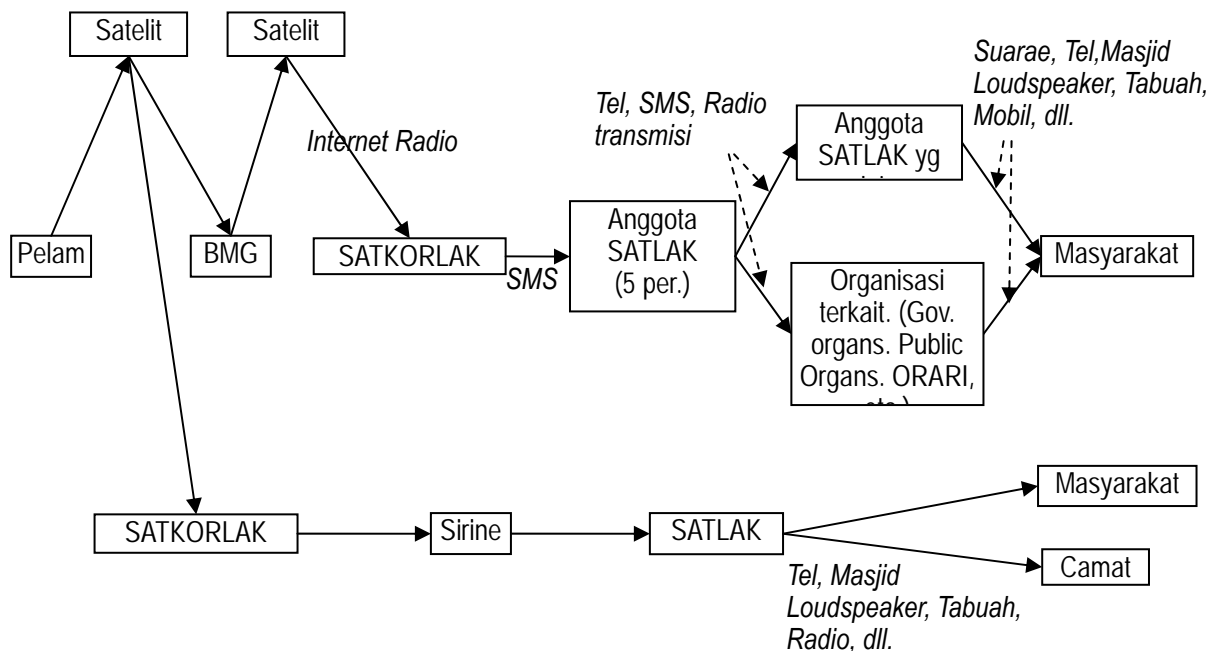 Satelit
Satelit
Suarae, Tel,Masjid
Loudspeaker, Tabuah,
Mobil, dll.
Tel, SMS, Radio
transmisi
Internet Radio
Anggota
SATLAK yg
Pelam
BMG
SATKORLAK
SMS
Anggota
SATLAK
(5 per.)
Masyarakat
Organisasi
terkait. (Gov.
organs. Public
Organs. ORARI,
SATKORLAK
Sirine
SATLAK
Masyarakat
Camat
Tel, Masjid
Loudspeaker, Tabuah,
Radio, dll.